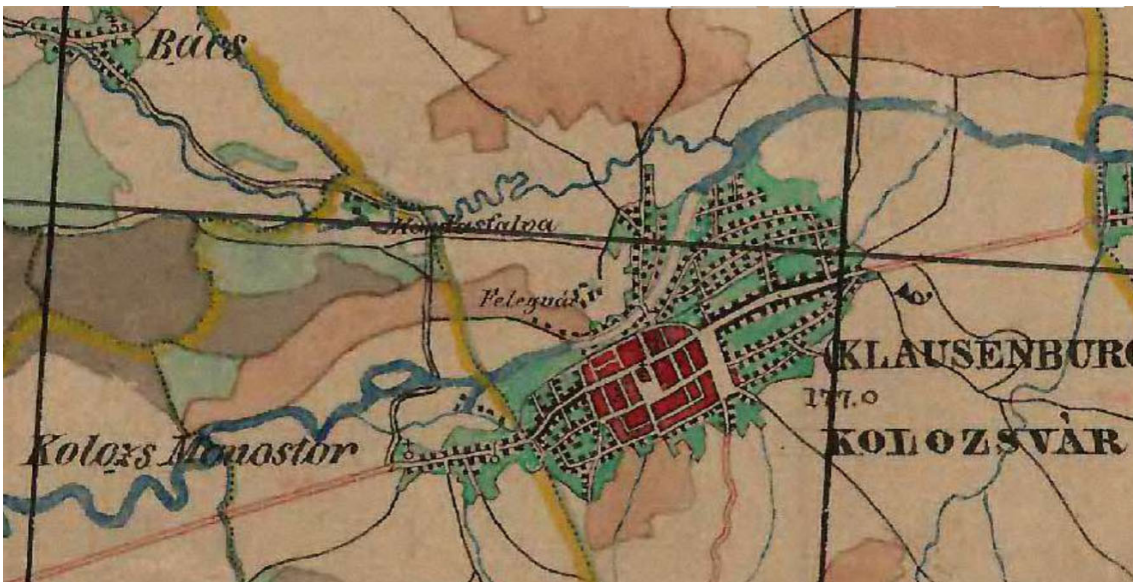 Bács
Felegvár
(KLAUSENBURG
177.0
Kolozs Monostor
KOLOZSVÁR